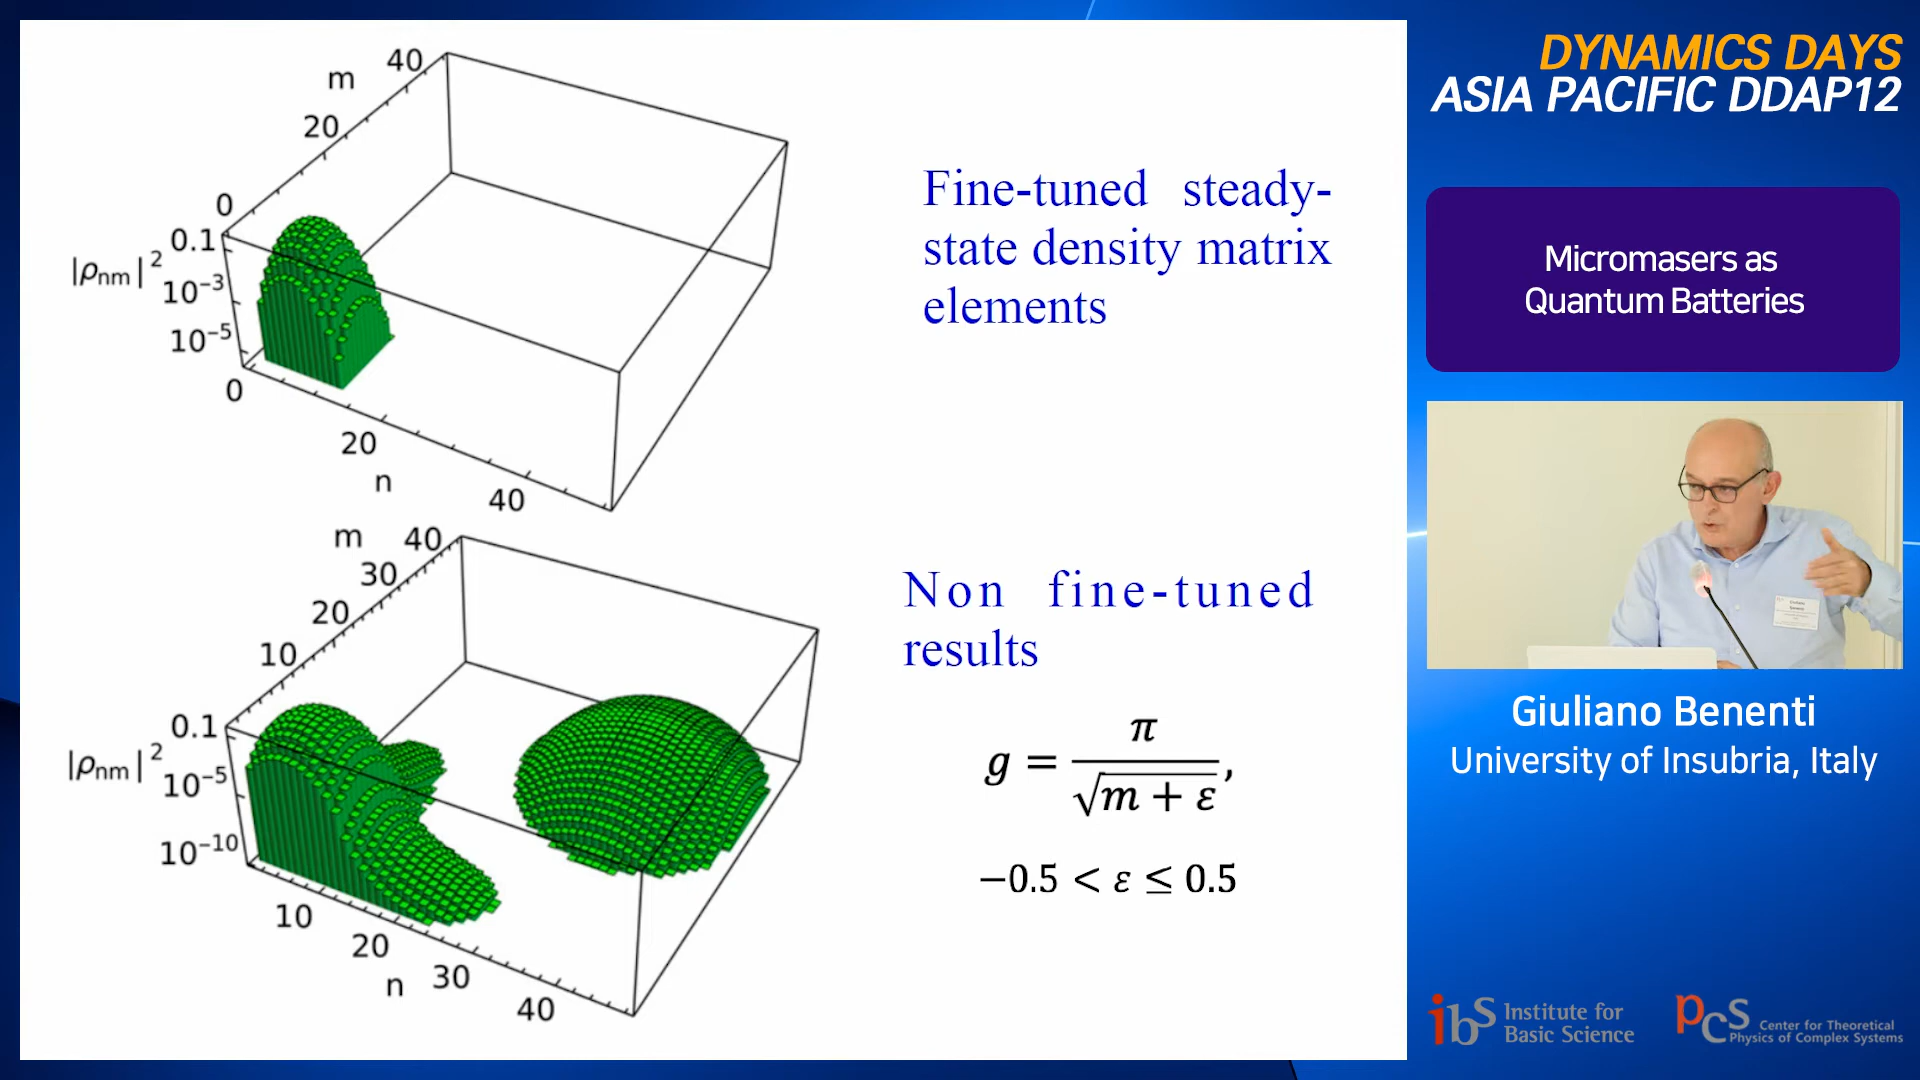 m
40
20
0
0.1
|ρnm|²
10⁻³
10⁻⁵
0
20
n
40
Fine-tuned steady-
state density matrix
elements
m
40
30
20
10
0.1
|ρnm|²
10⁻⁵
10⁻¹⁰
10
20
n
30
40
Non fine-tuned
results
g = π / √(m + ε),
−0.5 < ε ≤ 0.5
DYNAMICS DAYS
ASIA PACIFIC DDAP12
Micromasers as
Quantum Batteries
Giuliano Benenti
University of Insubria, Italy
ibs Institute for
Basic Science
pcs Center for Theoretical
Physics of Complex Systems